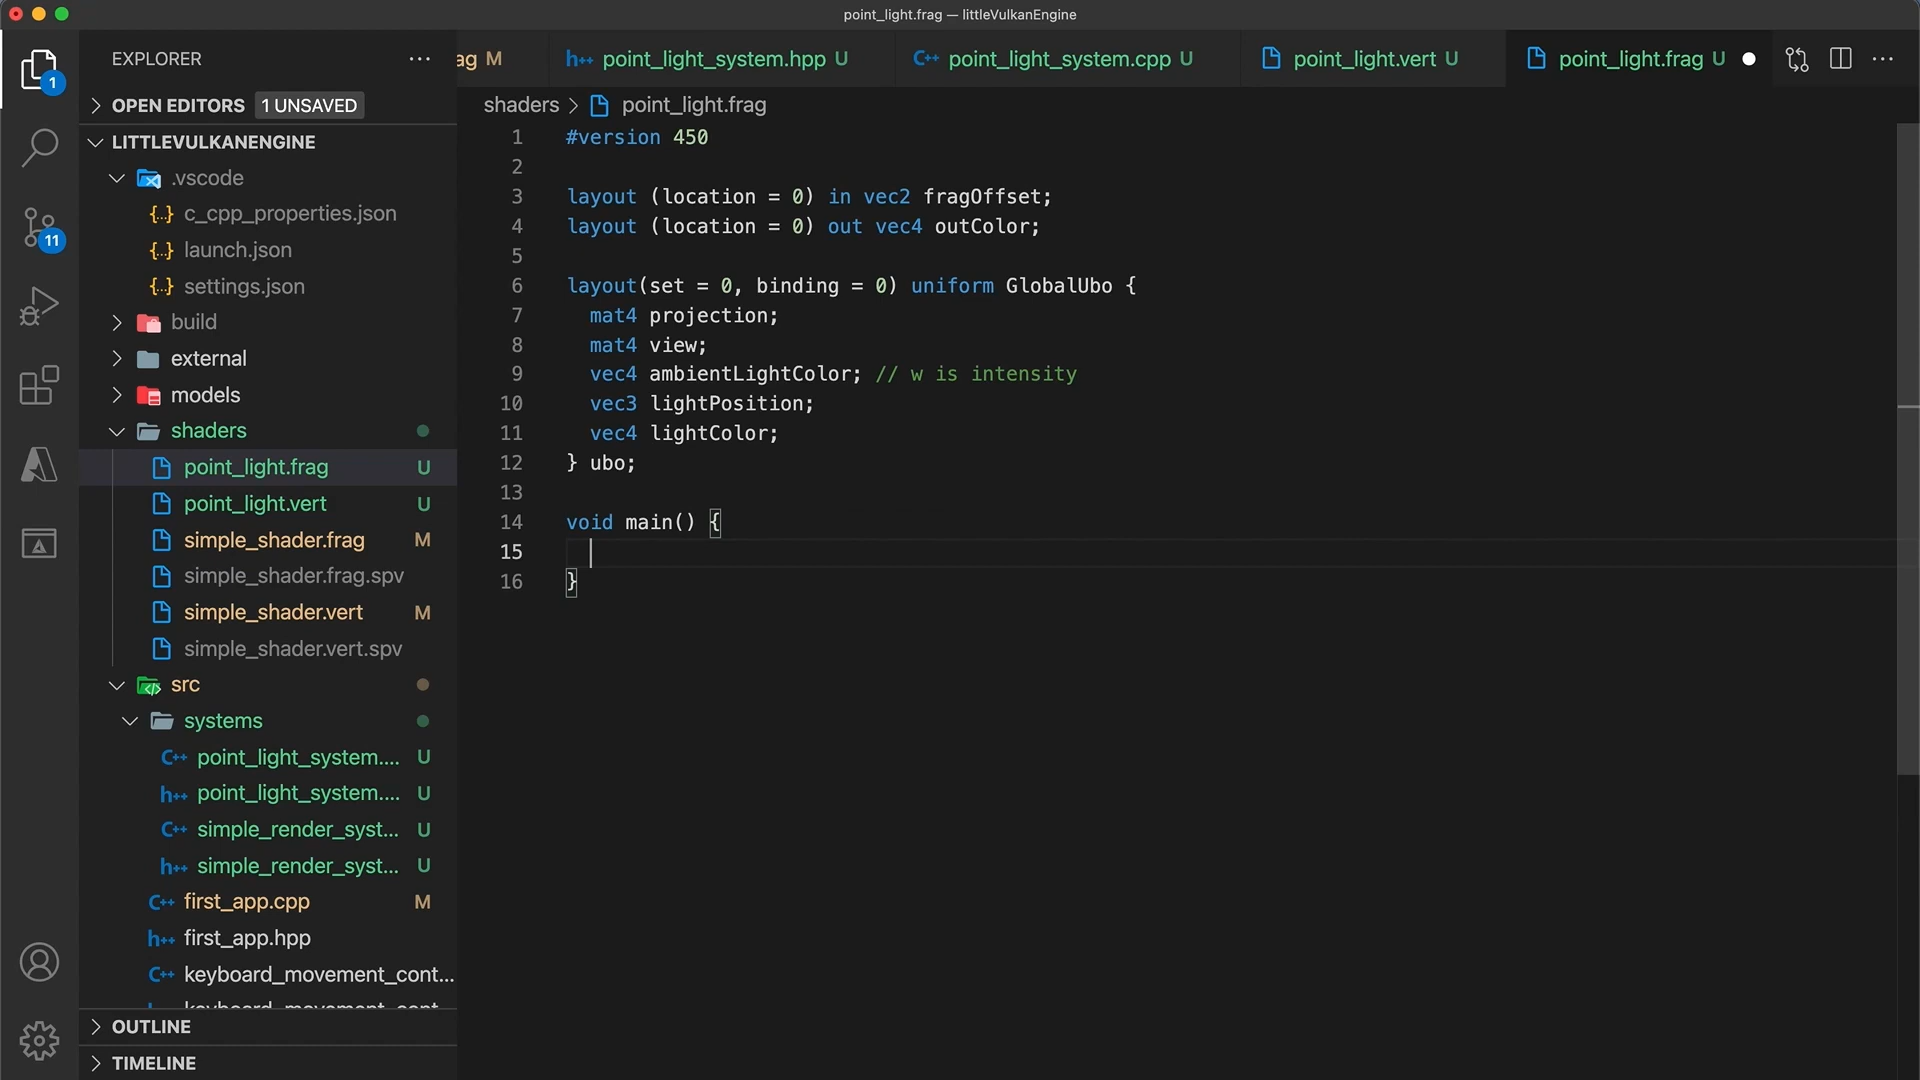 point_light.frag — littleVulkanEngine
EXPLORER
ag M
point_light_system.hpp U
point_light_system.cpp U
point_light.vert U
point_light.frag U
1
OPEN EDITORS 1 UNSAVED
shaders > point_light.frag
LITTLEVULKANENGINE
.vscode
{..} c_cpp_properties.json
{..} launch.json
{..} settings.json
11
build
external
models
shaders
point_light.frag U
point_light.vert U
simple_shader.frag M
simple_shader.frag.spv
simple_shader.vert M
simple_shader.vert.spv
src
systems
C++ point_light_system.... U
h++ point_light_system.... U
C++ simple_render_syst... U
h++ simple_render_syst... U
C++ first_app.cpp M
h++ first_app.hpp
C++ keyboard_movement_cont...
OUTLINE
TIMELINE
1 #version 450
2
3 layout (location = 0) in vec2 fragOffset;
4 layout (location = 0) out vec4 outColor;
5
6 layout(set = 0, binding = 0) uniform GlobalUbo {
7 mat4 projection;
8 mat4 view;
9 vec4 ambientLightColor; // w is intensity
10 vec3 lightPosition;
11 vec4 lightColor;
12 } ubo;
13
14 void main() {
15
16 }